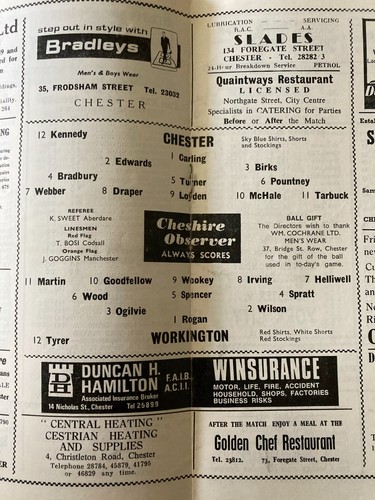 step out in style with
Bradleys
Men's & Boys Wear
35, FRODSHAM STREET Tel. 23032
CHESTER
LUBRICATION SERVICING
R.A.C. A.A.
SLADES
134 FOREGATE STREET
CHESTER - Tel. 28282 3
24-Hour Breakdown Service PETROL
Quaintways Restaurant
LICENSED
Northgate Street, City Centre
Specialists in CATERING for Parties
Before or After the Match
12 Kennedy CHESTER Sky Blue Shirts, Shorts
and Stockings
1 Carling
2 Edwards 3 Birks
4 Bradbury 5 Turner 6 Pountney
7 Webber 8 Draper 9 Loyden 10 McHale 11 Tarbuck
REFEREE
K. SWEET Aberdare
LINESMEN
Red Flag
T. BOSI Codsall
Orange Flag
J. GOGGINS Manchester
Cheshire
Observer
ALWAYS SCORES
BALL GIFT
The Directors wish to thank
WM. COCHRANE LTD.
MEN'S WEAR
37, Bridge St. Row, Chester
for the gift of the ball
used in to-day's game.
11 Martin 10 Goodfellow 9 Wookey 8 Irving 7 Helliwell
6 Wood 5 Spencer 4 Spratt
3 Ogilvie 2 Wilson
1 Rogan
12 Tyrer WORKINGTON Red Shirts, White Shorts
Red Stockings
DH
DUNCAN H.
HAMILTON F.A.I.B.
A.C.I.I.
Associated Insurance Broker
14 Nicholas St., Chester Tel 25899
WINSURANCE
MOTOR, LIFE, FIRE, ACCIDENT
HOUSEHOLD, SHOPS, FACTORIES
BUSINESS RISKS
"CENTRAL HEATING"
CESTRIAN HEATING
AND SUPPLIES
4, Christleton Road, Chester
Telephone 28784, 45879, 41795
or 46829 any time.
AFTER THE MATCH ENJOY A MEAL AT THE
Golden Chef Restaurant
Tel. 23812. 73, Foregate Street, Chester